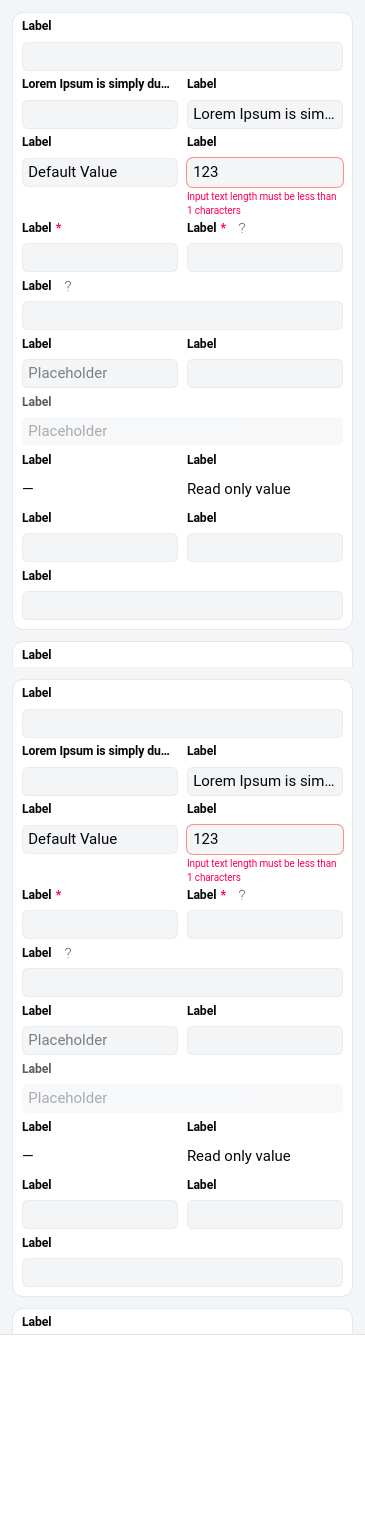 Label
Lorem Ipsum is simply du... Label
Lorem Ipsum is sim...
Label Label
Default Value 123
Input text length must be less than
1 characters
Label * Label * ?
Label ?
Label Label
Placeholder
Label
Placeholder
Label Label
— Read only value
Label Label
Label
Label
Label
Lorem Ipsum is simply du... Label
Lorem Ipsum is sim...
Label Label
Default Value 123
Input text length must be less than
1 characters
Label * Label * ?
Label ?
Label Label
Placeholder
Label
Placeholder
Label Label
— Read only value
Label Label
Label
Label